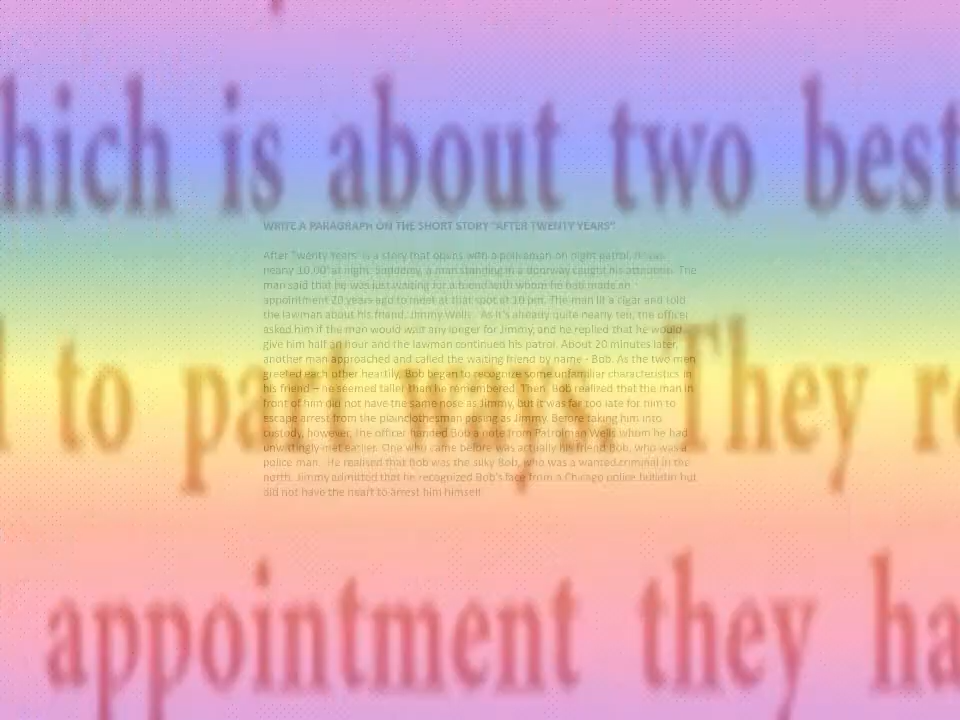 hich is about two best
WRITE A PARAGRAPH ON THE SHORT STORY "AFTER TWENTY YEARS"
After Twenty Years is a story that opens with a policeman on night patrol. It was
nearly 10.00 at night. Suddenly, a man standing in a doorway caught his attention. The
man said that he was just waiting for a friend with whom he had made an
appointment 20 years ago to meet at that spot at 10 pm. The man lit a cigar and told
the lawman about his friend, Jimmy Wells. As it's already quite nearly ten, the officer
asked him if the man would wait any longer for Jimmy, and he replied that he would
give him half an hour and the lawman continued his patrol. About 20 minutes later,
another man approached and called the waiting friend by name - Bob. As the two men
greeted each other heartily, Bob began to recognize some unfamiliar characteristics in
his friend – he seemed taller than he remembered. Then, Bob realized that the man in
front of him did not have the same nose as Jimmy, but it was far too late for him to
escape arrest from the plainclothesman posing as Jimmy. Before taking him into
custody, however, the officer handed Bob a note from Patrolman Wells whom he had
unwittingly met earlier. One who came before was actually his friend Bob, who was a
police man. He realised that Bob was the silky Bob, who was a wanted criminal in the
north. Jimmy admitted that he recognized Bob's face from a Chicago police bulletin but
did not have the heart to arrest him himself.
to pa They re
appointment they ha